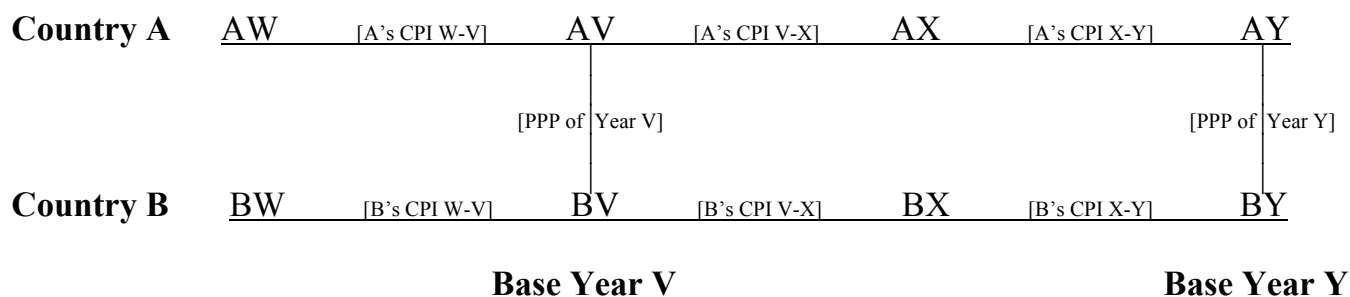 Country A AW [A’s CPI W-V] AV [A’s CPI V-X] AX [A’s CPI X-Y] AY
[PPP of Year V] [PPP of Year Y]
Country B BW [B’s CPI W-V] BV [B’s CPI V-X] BX [B’s CPI X-Y] BY
Base Year V Base Year Y